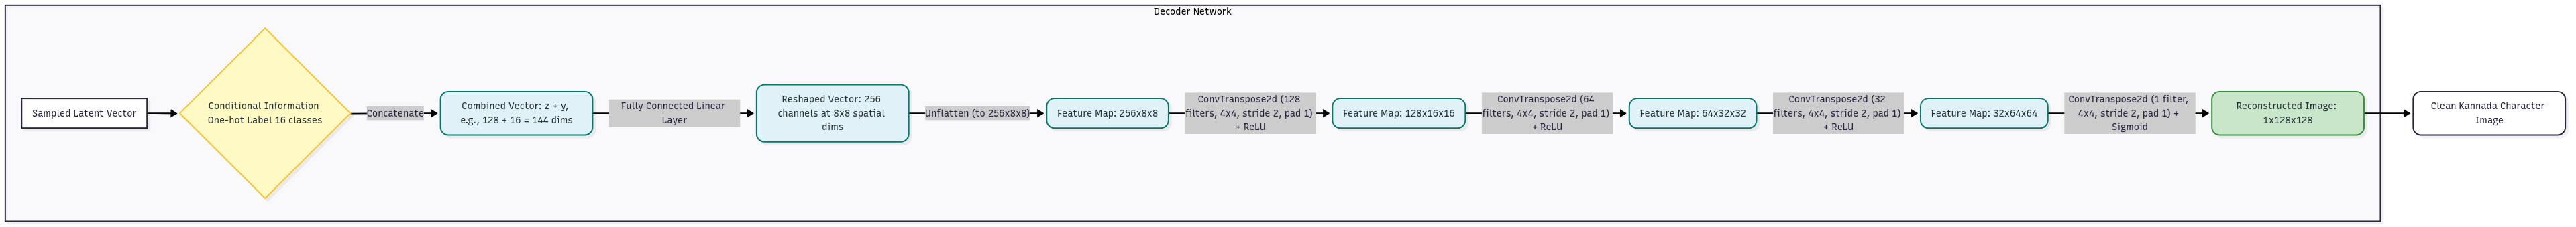 Decoder Network
Sampled Latent Vector
Conditional Information
One-hot Label 16 classes
Concatenate
Combined Vector: z + y,
e.g., 128 + 16 = 144 dims
Fully Connected Linear
Layer
Reshaped Vector: 256
channels at 8x8 spatial
dims
Unflatten (to 256x8x8)
Feature Map: 256x8x8
ConvTranspose2d (128
filters, 4x4, stride 2, pad 1)
+ ReLU
Feature Map: 128x16x16
ConvTranspose2d (64
filters, 4x4, stride 2, pad 1)
+ ReLU
Feature Map: 64x32x32
ConvTranspose2d (32
filters, 4x4, stride 2, pad 1)
+ ReLU
Feature Map: 32x64x64
ConvTranspose2d (1 filter,
4x4, stride 2, pad 1) +
Sigmoid
Reconstructed Image:
1x128x128
Clean Kannada Character
Image